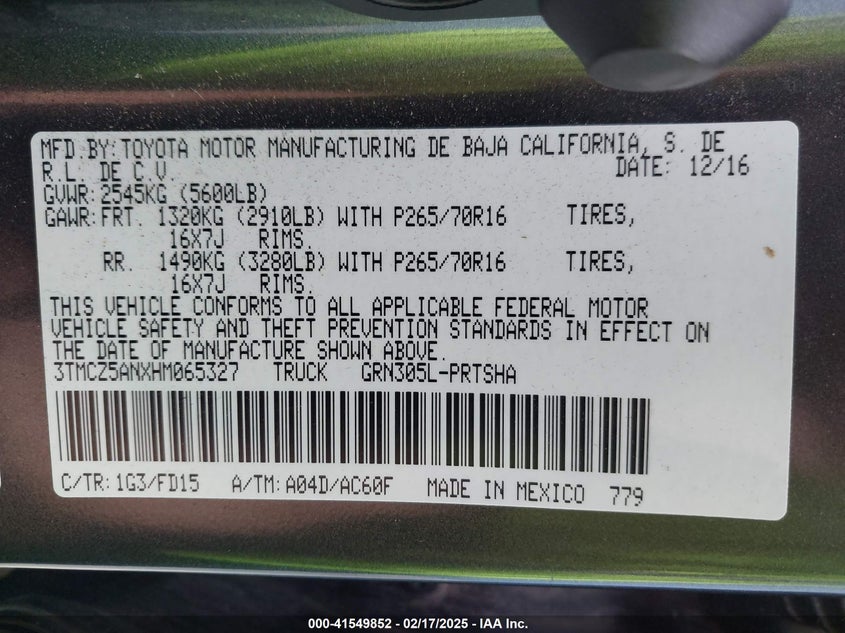 MFD.BY:TOYOTA MOTOR MANUFACTURING DE BAJA CALIFORNIA, S. DE
R.L. DE C.V. DATE: 12/16
GVWR:2545KG (5600LB)
GAWR:FRT. 1320KG (2910LB) WITH P265/70R16 TIRES,
16X7J RIMS.
RR. 1490KG (3280LB) WITH P265/70R16 TIRES,
16X7J RIMS.
THIS VEHICLE CONFORMS TO ALL APPLICABLE FEDERAL MOTOR
VEHICLE SAFETY AND THEFT PREVENTION STANDARDS IN EFFECT ON
THE DATE OF MANUFACTURE SHOWN ABOVE.
3TMCZ5ANXHM065327 TRUCK GRN305L-PRTSHA
C/TR:1G3/FD15 A/TM:A04D/AC60F MADE IN MEXICO 779
000-41549852 / 02/17/2025 / IAA Inc.